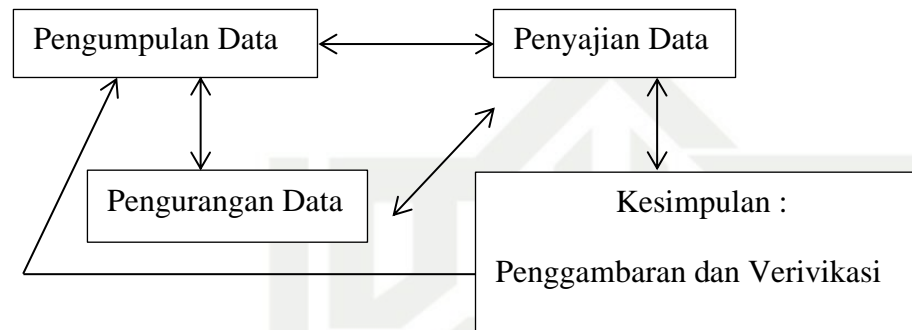 Pengumpulan Data
Penyajian Data
Pengurangan Data
Kesimpulan :
Penggambaran dan Verivikasi